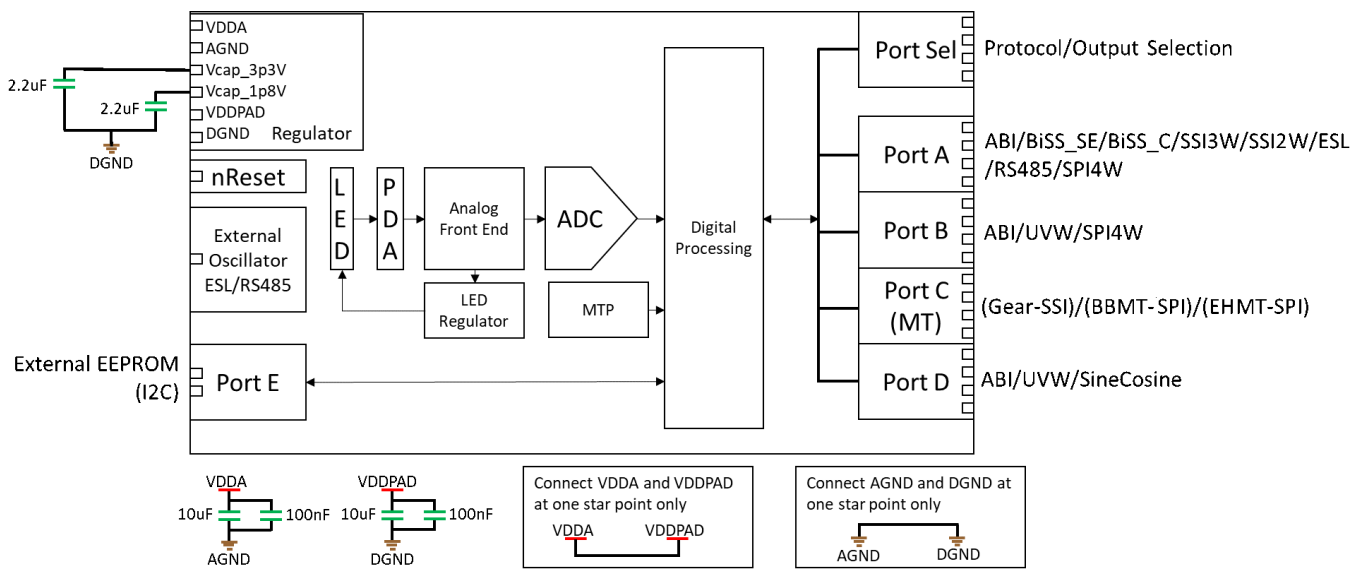 VDDA
AGND
Vcap_3p3V
Vcap_1p8V
VDDPAD
DGND
Regulator
2.2uF
2.2uF
DGND
nReset
External
Oscillator
ESL/RS485
External EEPROM
(I2C)
Port E
LED
PDA
Analog
Front End
LED
Regulator
ADC
MTP
Digital
Processing
Port Sel
Protocol/Output Selection
Port A
ABI/BiSS_SE/BiSS_C/SSI3W/SSI2W/ESL
/RS485/SPI4W
Port B
ABI/UVW/SPI4W
Port C
(MT)
(Gear-SSI)/(BBMT-SPI)/(EHMT-SPI)
Port D
ABI/UVW/SineCosine
VDDA
10uF
100nF
AGND
VDDPAD
10uF
100nF
DGND
Connect VDDA and VDDPAD
at one star point only
VDDA
VDDPAD
Connect AGND and DGND at
one star point only
AGND
DGND